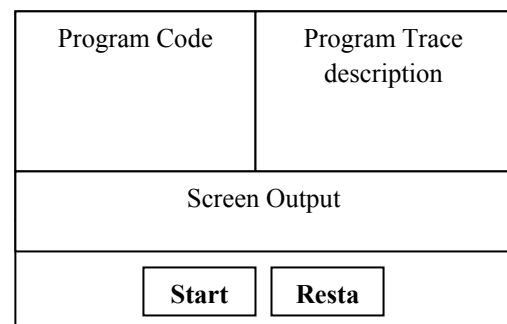 Program Code
Program Trace
description
Screen Output
Start
Resta